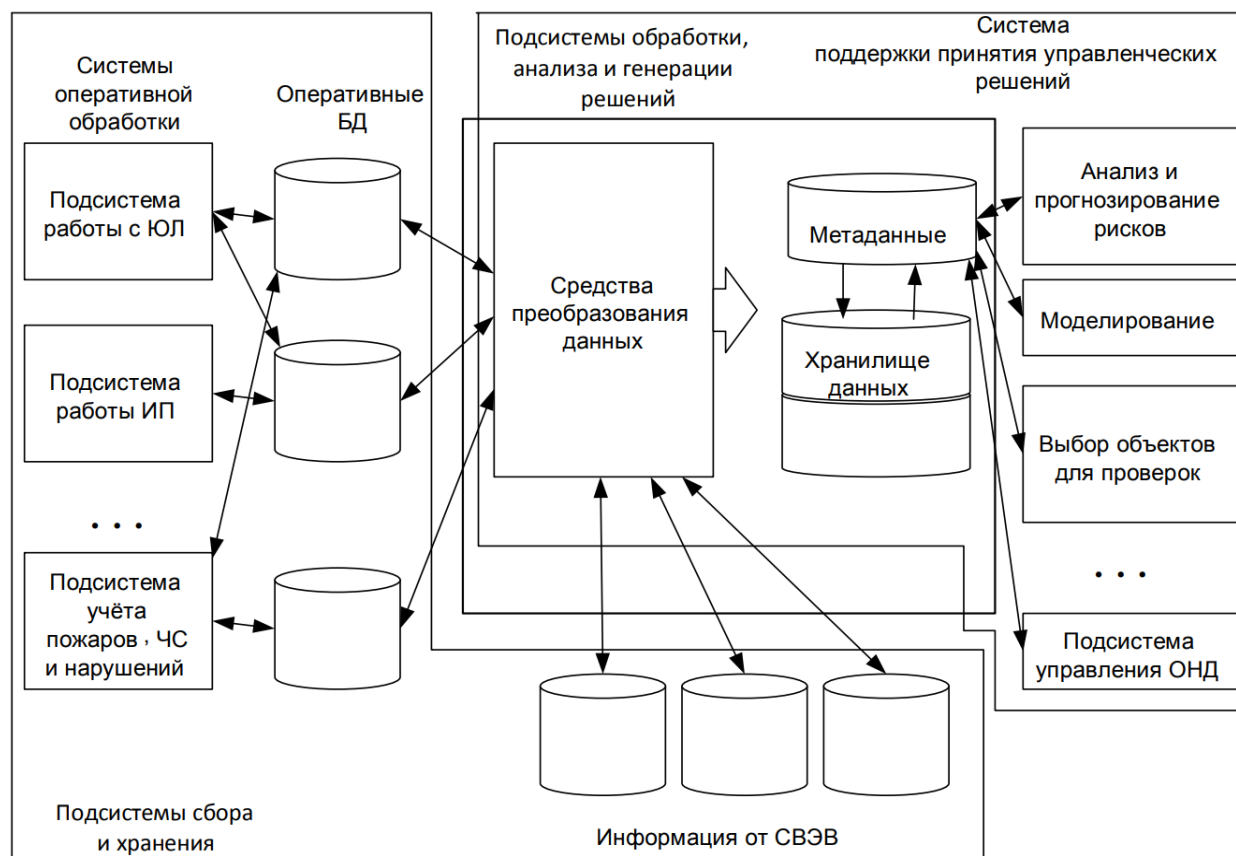 Системы
оперативной
обработки
Оперативные
БД
Подсистема
работы с ЮЛ
Подсистема
работы ИП
. . .
Подсистема
учёта
пожаров , ЧС
и нарушений
Подсистемы сбора
и хранения
Подсистемы обработки,
анализа и генерации
решений
Система
поддержки принятия управленческих
решений
Средства
преобразования
данных
Метаданные
Хранилище
данных
Анализ и
прогнозирование
рисков
Моделирование
Выбор объектов
для проверок
. . .
Подсистема
управления ОНД
Информация от СВЭВ